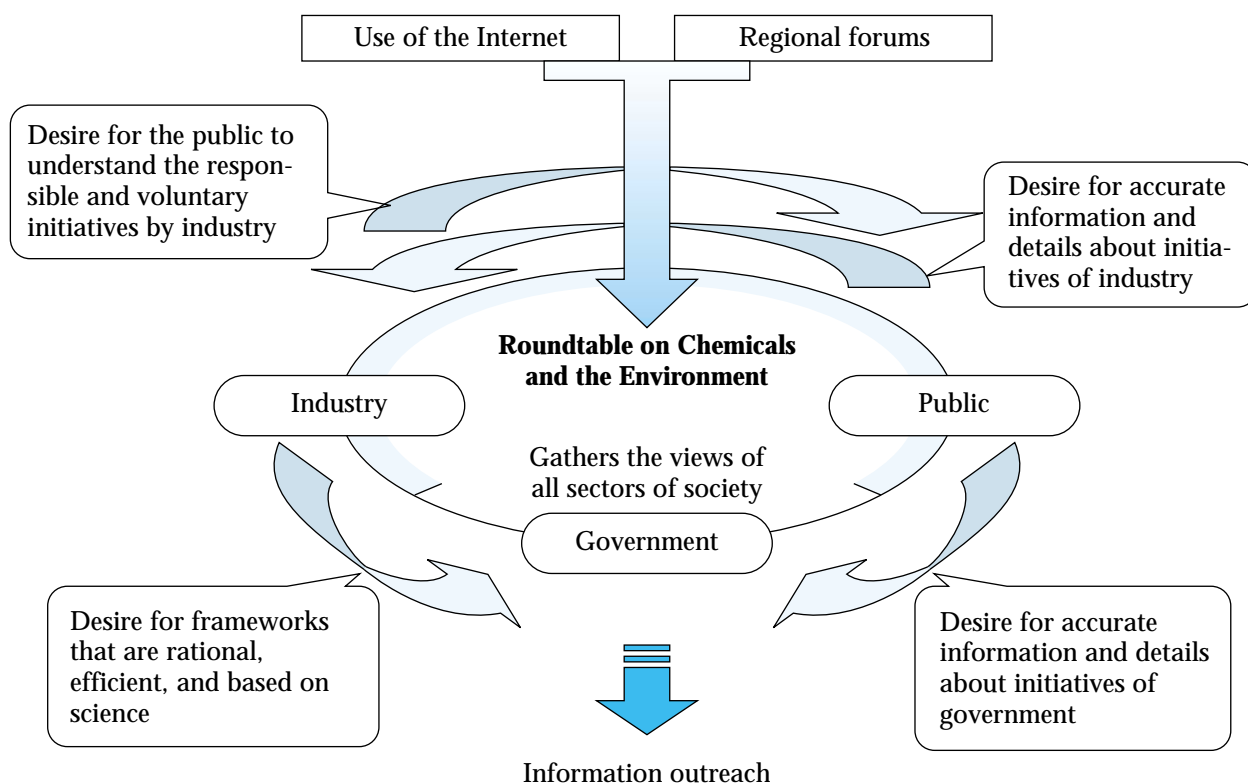 Use of the Internet
Regional forums
Desire for the public to
understand the respon-
sible and voluntary
initiatives by industry
Desire for accurate
information and
details about initia-
tives of industry
Roundtable on Chemicals
and the Environment
Industry
Public
Gathers the views of
all sectors of society
Government
Desire for frameworks
that are rational,
efficient, and based on
science
Desire for accurate
information and details
about initiatives of
government
Information outreach